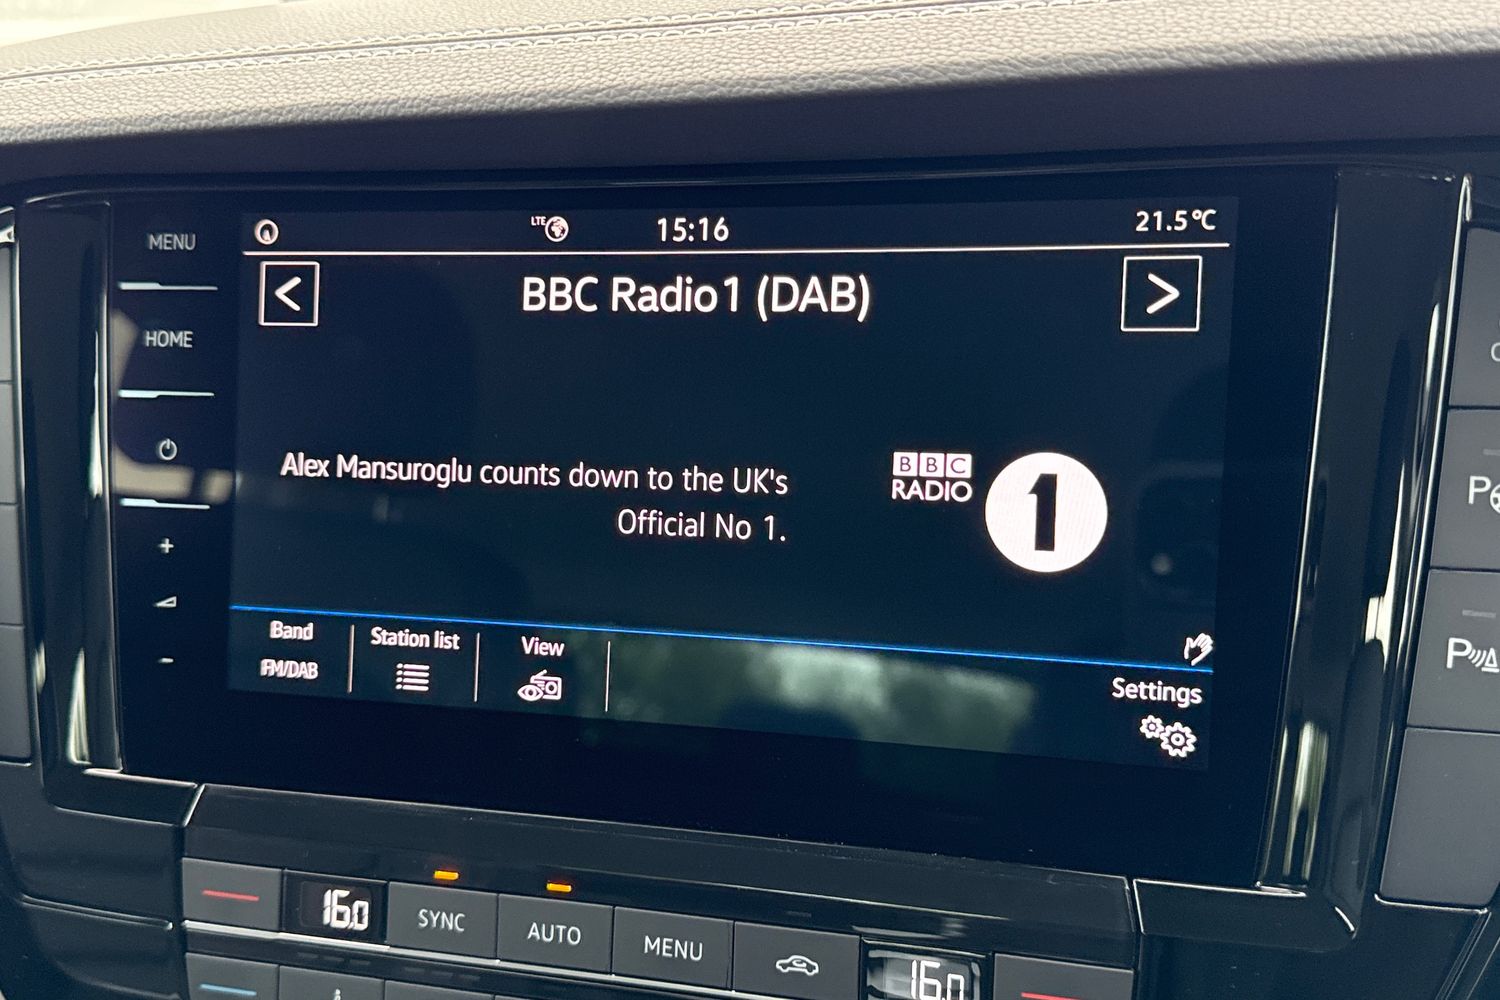 MENU
HOME
+
-
LTE
15:16
21.5°C
<
BBC Radio1 (DAB)
>
Alex Mansuroglu counts down to the UK's
Official No 1.
BBC
RADIO
1
Band
FM/DAB
Station list
View
Settings
P
16.0
SYNC
AUTO
MENU
16.0